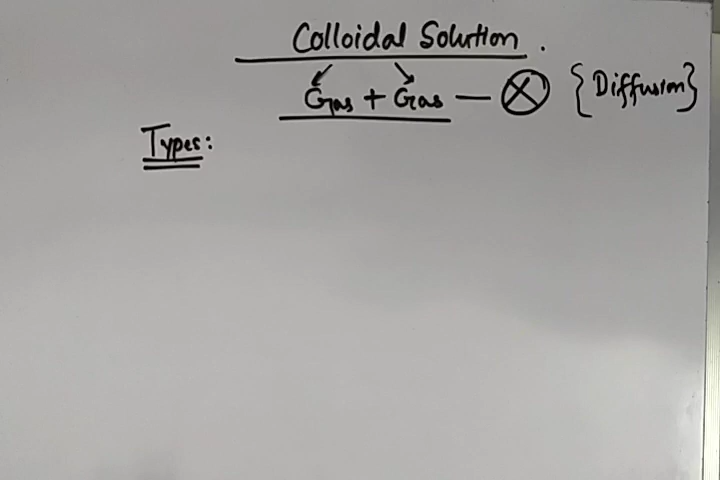 Colloidal Solution .
Gas + Gas — ⊗ {Diffusion}
Types: